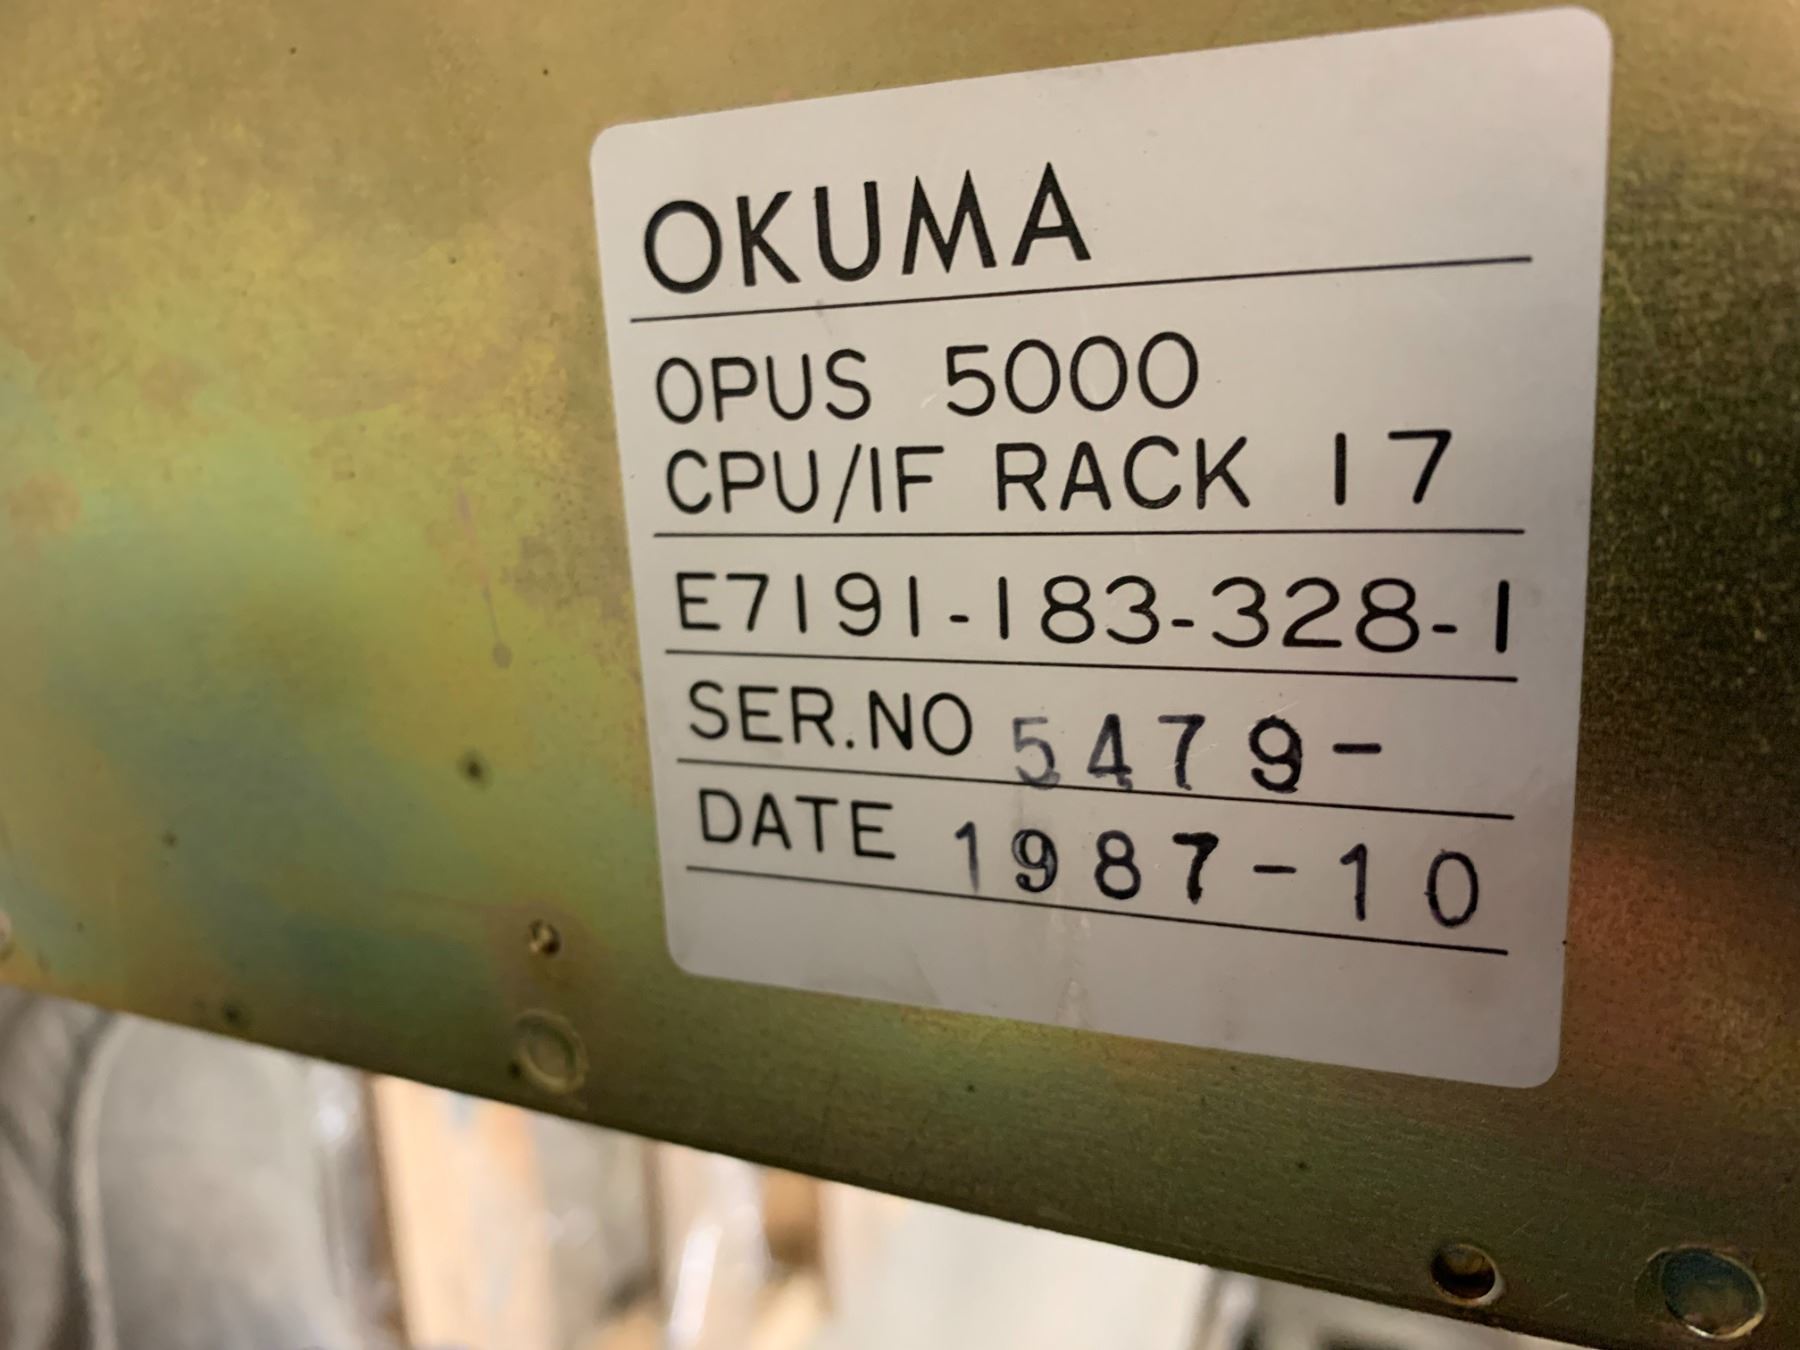 OKUMA
OPUS 5000
CPU/IF RACK 17
E7191-183-328-1
SER.NO 5479-
DATE 1987-10